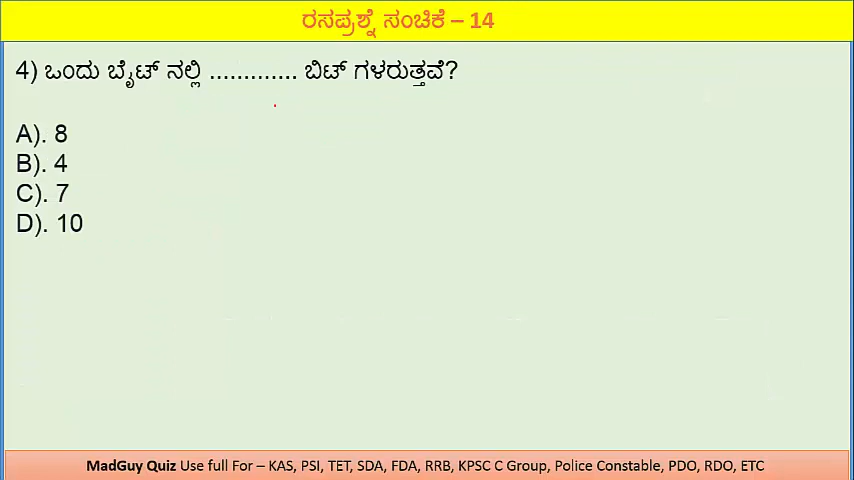 ರಸಪ್ರಶ್ನೆ ಸಂಚಿಕೆ – 14
4) ಒಂದು ಬೈಟ್ ನಲ್ಲಿ ............. ಬಿಟ್ ಗಳರುತ್ತವೆ?
A). 8
B). 4
C). 7
D). 10
MadGuy Quiz Use full For – KAS, PSI, TET, SDA, FDA, RRB, KPSC C Group, Police Constable, PDO, RDO, ETC